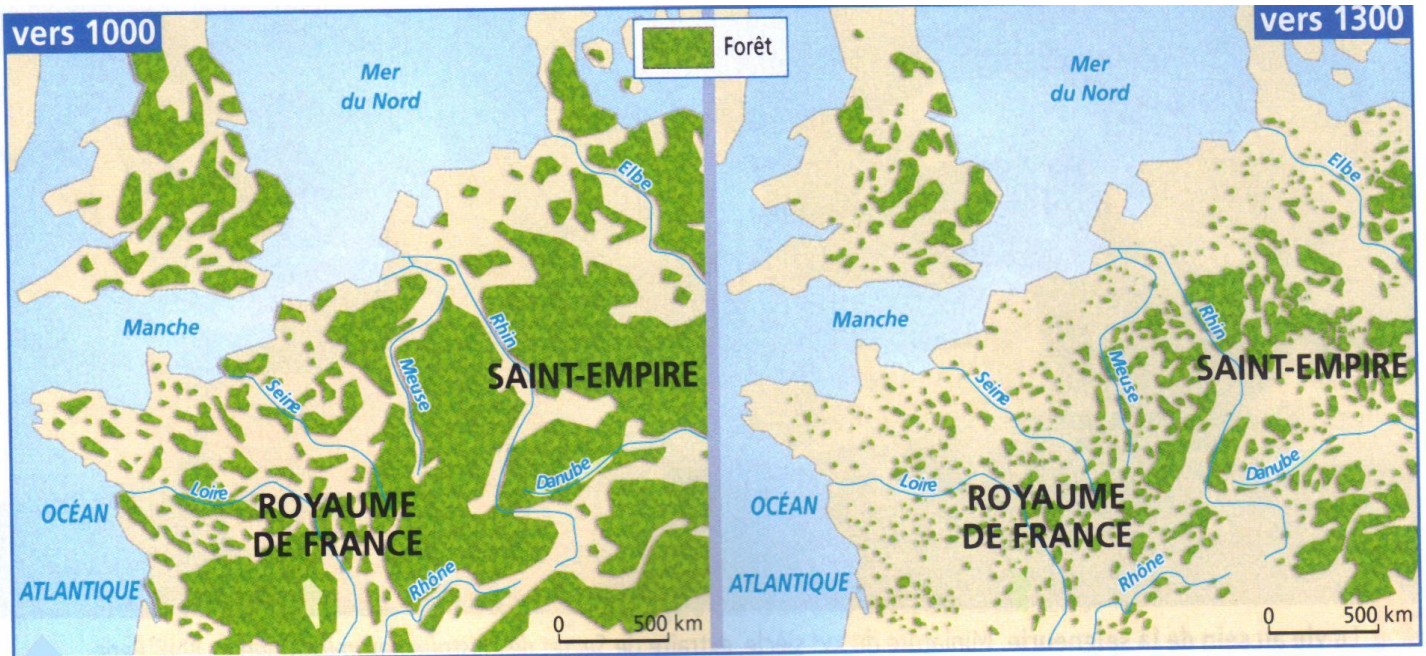 vers 1000
Forêt
vers 1300
Mer
du Nord
Elbe
Manche
Rhin
Meuse
SAINT-EMPIRE
Seine
Danube
Loire
OCÉAN
ATLANTIQUE
ROYAUME
DE FRANCE
Rhône
0 500 km
Mer
du Nord
Elbe
Manche
Rhin
Meuse
SAINT-EMPIRE
Seine
Danube
Loire
OCÉAN
ATLANTIQUE
ROYAUME
DE FRANCE
Rhône
0 500 km